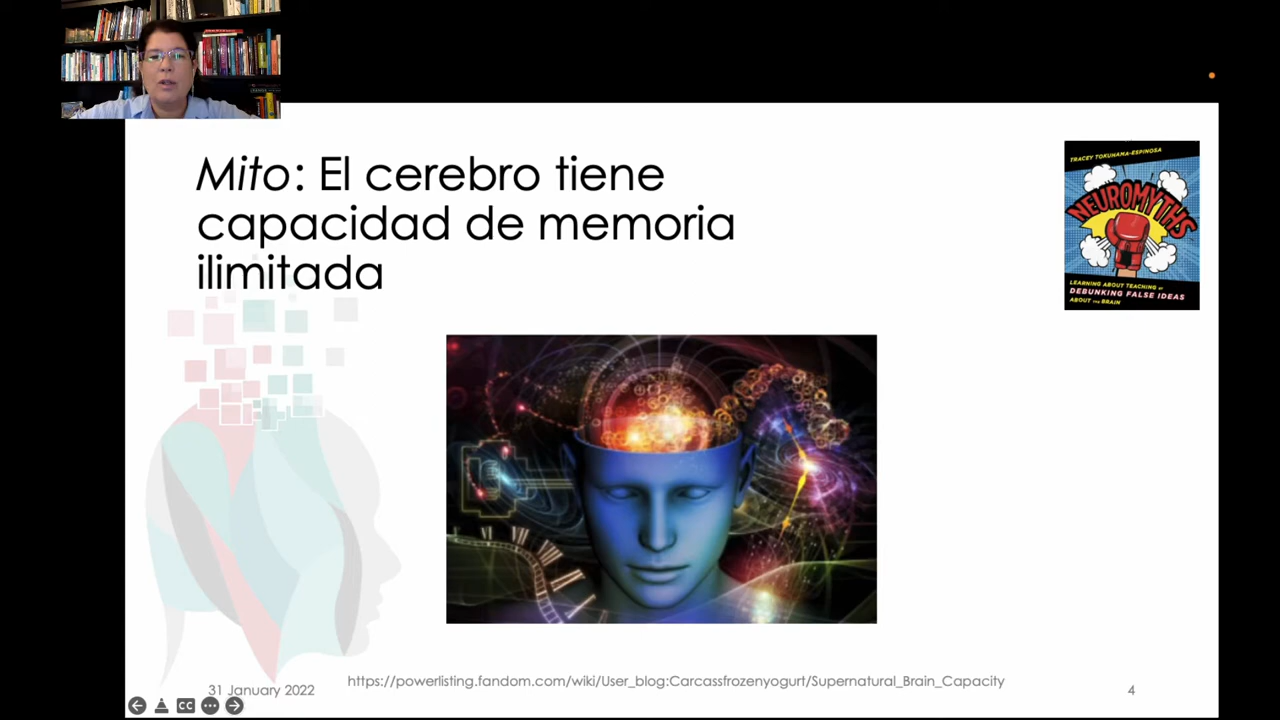 Mito: El cerebro tiene
capacidad de memoria
ilimitada
TRACEY TOKUHAMA-ESPINOSA
NEUROMYTHS
LEARNING ABOUT TEACHING BY
DEBUNKING FALSE IDEAS
ABOUT THE BRAIN
https://powerlisting.fandom.com/wiki/User_blog:Carcassfrozenyogurt/Supernatural_Brain_Capacity
31 January 2022
4
CC